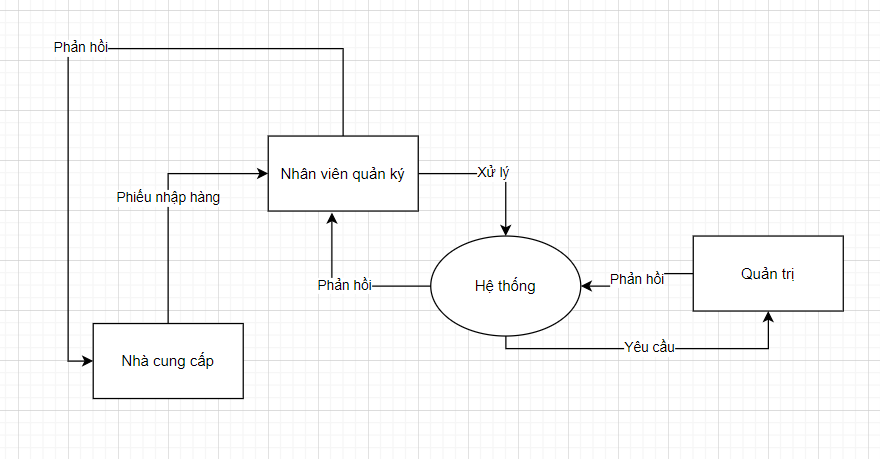 Phản hồi
Nhân viên quản ký
Xử lý
Phiếu nhập hàng
Quản trị
Phản hồi
Phản hồi
Hệ thống
Yêu cầu
Nhà cung cấp